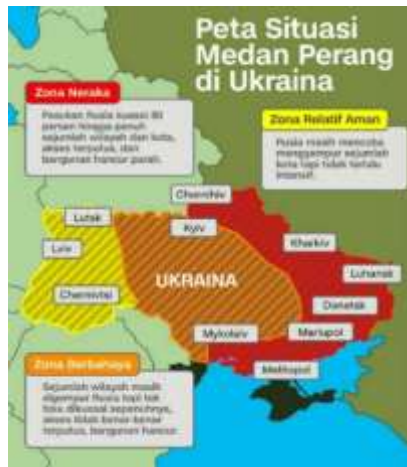 Peta Situasi
Medan Perang
di Ukraina
Zona Neraka
Pasukan Rusia kuasai 80
persen hingga penuh
sejumlah wilayah dan kota,
akses terputus, dan
bangunan hancur parah.
Zona Relatif Aman
Rusia masih mencoba
menggempur sejumlah
kota tapi tidak terlalu
intensif.
Chernihiv
Lutsk
Kyiv
Kharkiv
Lviv
Luhansk
UKRAINA
Chernivtsi
Donetsk
Mykolaiv
Mariupol
Melitopol
Zona Berbahaya
Sejumlah wilayah masih
digempur Rusia tapi tak
bisa dikuasai sepenuhnya,
akses tidak benar-benar
terputus, bangunan hancur.